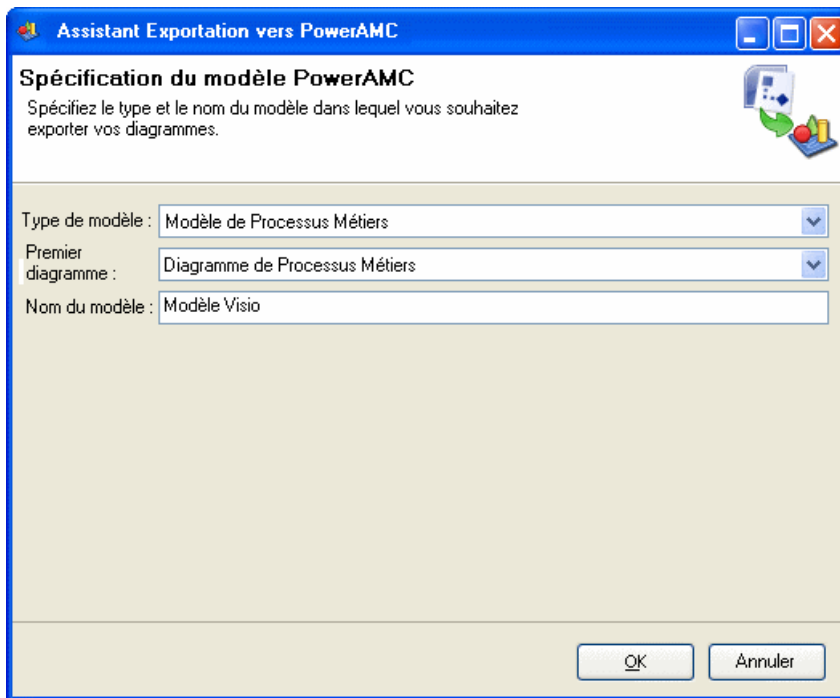 Assistant Exportation vers PowerAMC
Spécification du modèle PowerAMC
Spécifiez le type et le nom du modèle dans lequel vous souhaitez
exporter vos diagrammes.
Type de modèle : Modèle de Processus Métiers
Premier
diagramme : Diagramme de Processus Métiers
Nom du modèle : Modèle Visio
OK Annuler